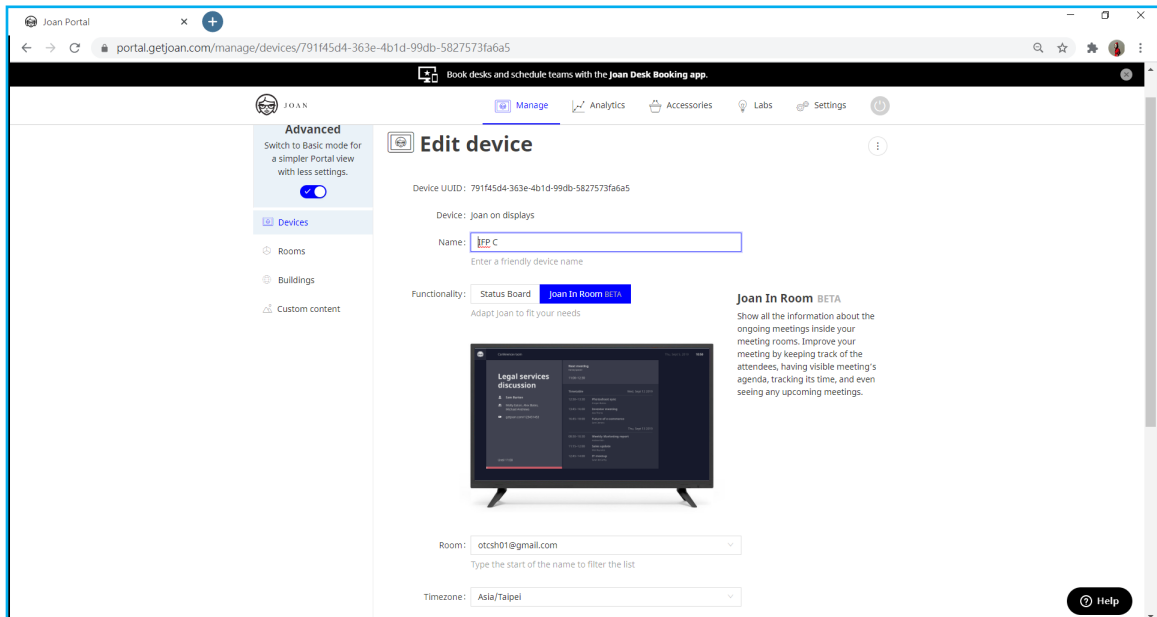 Joan Portal
portal.getjoan.com/manage/devices/791f45d4-363e-4b1d-99db-5827573fa6a5
Book desks and schedule teams with the Joan Desk Booking app.
JOAN
Manage
Analytics
Accessories
Labs
Settings
Advanced
Switch to Basic mode for
a simpler Portal view
with less settings.
Devices
Rooms
Buildings
Custom content
Edit device
Device UUID: 791f45d4-363e-4b1d-99db-5827573fa6a5
Device: Joan on displays
Name: IFP C
Enter a friendly device name
Functionality: Status Board Joan In Room BETA
Adapt Joan to fit your needs
Legal services
discussion
Joan In Room BETA
Show all the information about the
ongoing meetings inside your
meeting rooms. Improve your
meeting by keeping track of the
attendees, having visible meeting's
agenda, tracking its time, and even
seeing any upcoming meetings.
Room: otcsh01@gmail.com
Type the start of the name to filter the list
Timezone: Asia/Taipei
Help